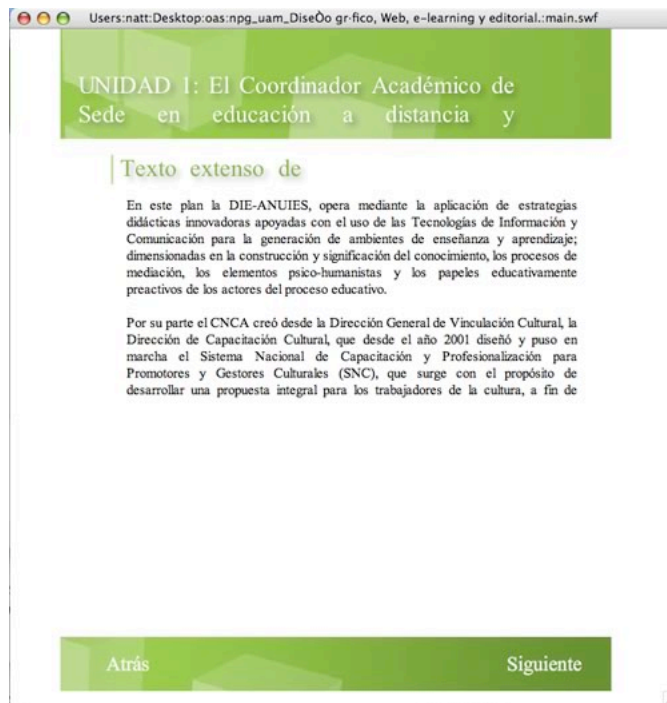 Users:natt:Desktop:oas:npg_uam_DiseÒo gr·fico, Web, e-learning y editorial.:main.swf
UNIDAD 1: El Coordinador Académico de
Sede en educación a distancia y
Texto extenso de
En este plan la DIE-ANUIES, opera mediante la aplicación de estrategias
didácticas innovadoras apoyadas con el uso de las Tecnologías de Información y
Comunicación para la generación de ambientes de enseñanza y aprendizaje;
dimensionadas en la construcción y significación del conocimiento, los procesos de
mediación, los elementos psico-humanistas y los papeles educativamente
preactivos de los actores del proceso educativo.
Por su parte el CNCA creó desde la Dirección General de Vinculación Cultural, la
Dirección de Capacitación Cultural, que desde el año 2001 diseñó y puso en
marcha el Sistema Nacional de Capacitación y Profesionalización para
Promotores y Gestores Culturales (SNC), que surge con el propósito de
desarrollar una propuesta integral para los trabajadores de la cultura, a fin de
Atrás
Siguiente